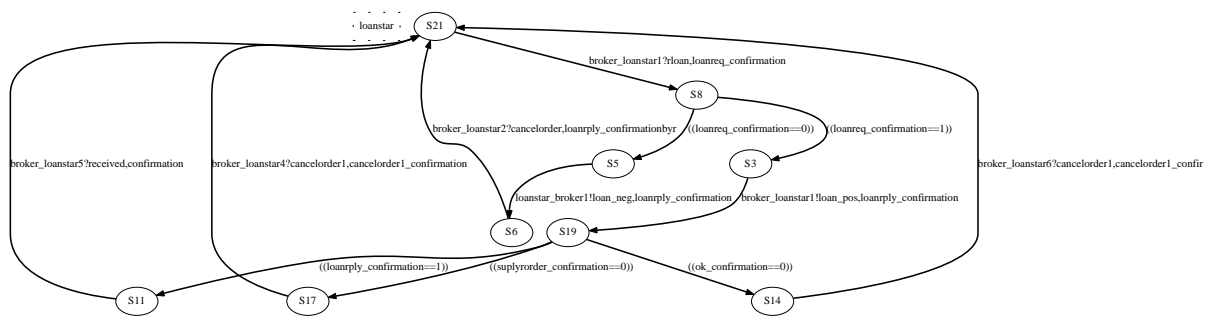 loanstar
S21
broker_loanstar1?rloan,loanreq_confirmation
S8
broker_loanstar2?cancelorder,loanrply_confirmationbyr
((loanreq_confirmation==0))
((loanreq_confirmation==1))
broker_loanstar5?received,confirmation
broker_loanstar4?cancelorder1,cancelorder1_confirmation
S5
S3
broker_loanstar6?cancelorder1,cancelorder1_confir
loanstar_broker1!loan_neg,loanrply_confirmation
broker_loanstar1!loan_pos,loanrply_confirmation
S6
S19
((loanrply_confirmation==1))
((suplyrorder_confirmation==0))
((ok_confirmation==0))
S11
S17
S14